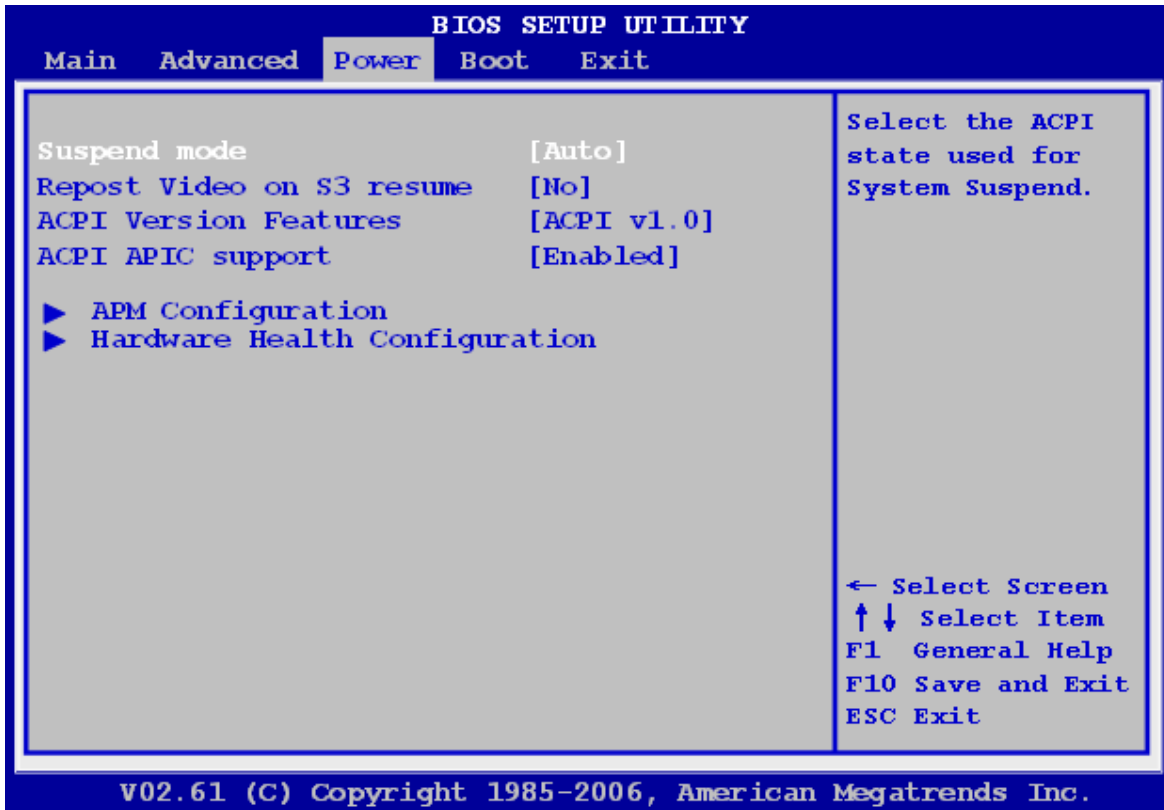 BIOS SETUP UTILITY
Main Advanced Power Boot Exit
Suspend mode [Auto]
Repost Video on S3 resume [No]
ACPI Version Features [ACPI v1.0]
ACPI APIC support [Enabled]
▶ APM Configuration
▶ Hardware Health Configuration
Select the ACPI
state used for
System Suspend.
← Select Screen
↑↓ Select Item
F1 General Help
F10 Save and Exit
ESC Exit
V02.61 (C) Copyright 1985-2006, American Megatrends Inc.